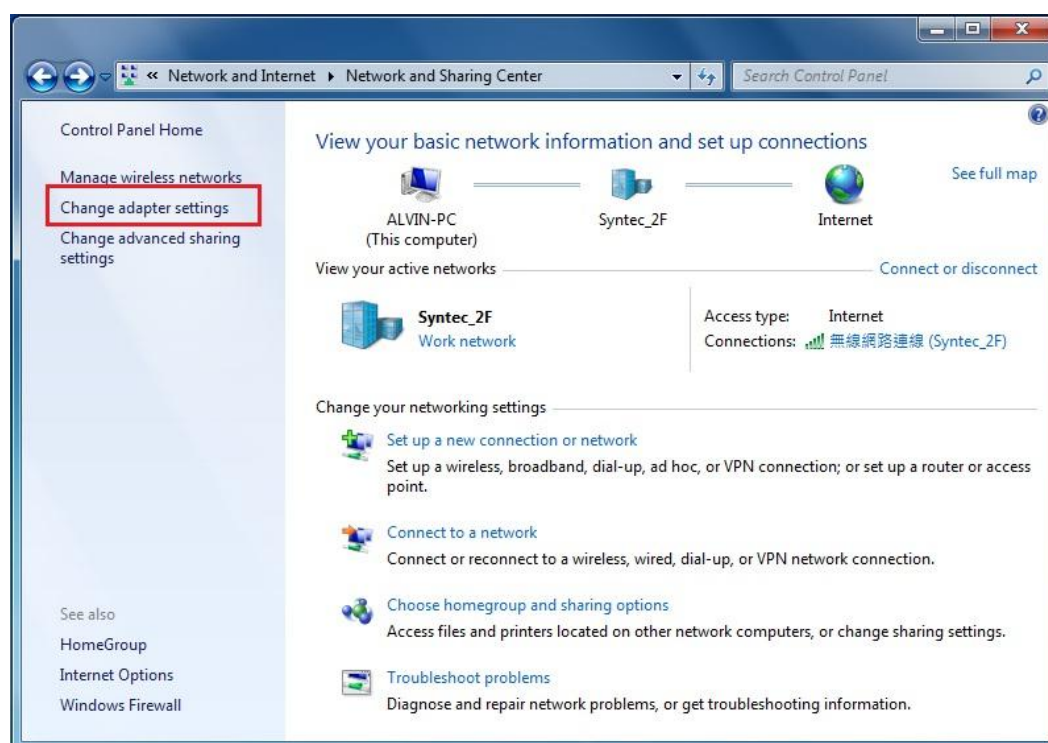 « Network and Internet ▸ Network and Sharing Center
Search Control Panel
Control Panel Home
Manage wireless networks
Change adapter settings
Change advanced sharing
settings
See also
HomeGroup
Internet Options
Windows Firewall
View your basic network information and set up connections
See full map
ALVIN-PC
(This computer)
Syntec_2F
Internet
View your active networks
Connect or disconnect
Syntec_2F
Work network
Access type: Internet
Connections: 無線網路連線 (Syntec_2F)
Change your networking settings
Set up a new connection or network
Set up a wireless, broadband, dial-up, ad hoc, or VPN connection; or set up a router or access
point.
Connect to a network
Connect or reconnect to a wireless, wired, dial-up, or VPN network connection.
Choose homegroup and sharing options
Access files and printers located on other network computers, or change sharing settings.
Troubleshoot problems
Diagnose and repair network problems, or get troubleshooting information.